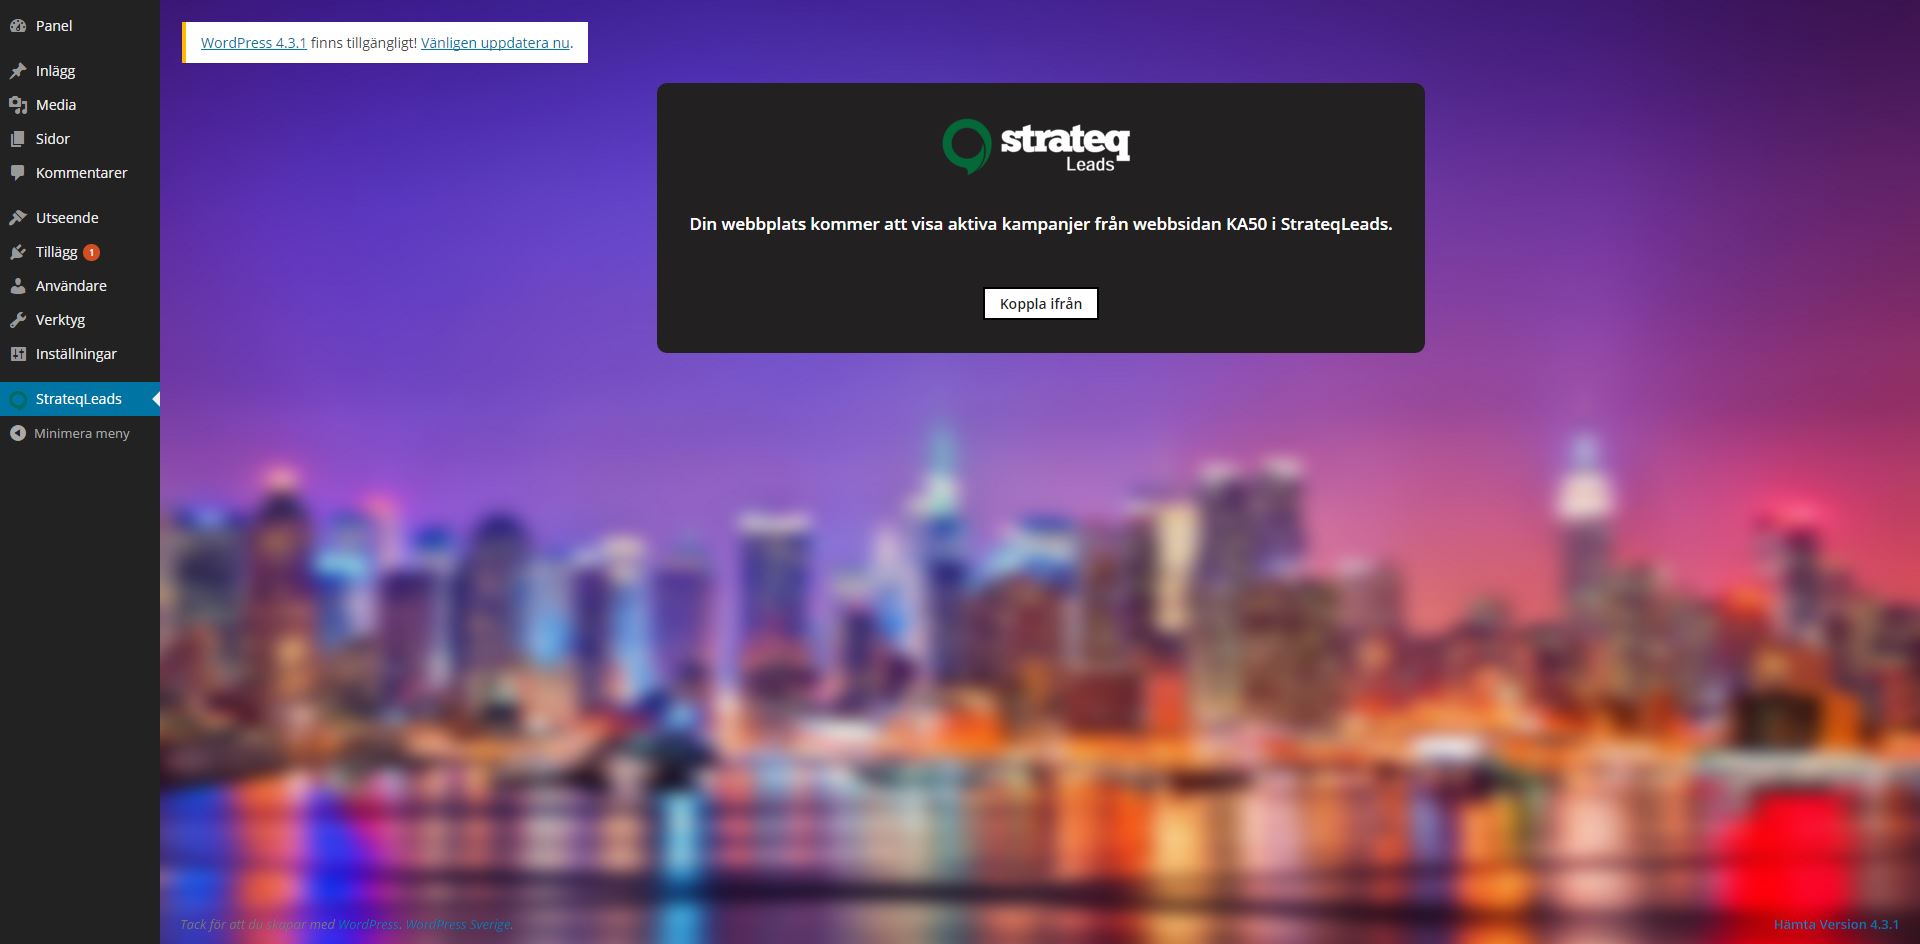 Panel
Inlägg
Media
Sidor
Kommentarer
Utseende
Tillägg 1
Användare
Verktyg
Inställningar
StrateqLeads
Minimera meny
WordPress 4.3.1 finns tillgängligt! Vänligen uppdatera nu.
strateq
Leads
Din webbplats kommer att visa aktiva kampanjer från webbsidan KA50 i StrateqLeads.
Koppla ifrån
Tack för att du skapar med WordPress. WordPress Sverige.
Hämta Version 4.3.1